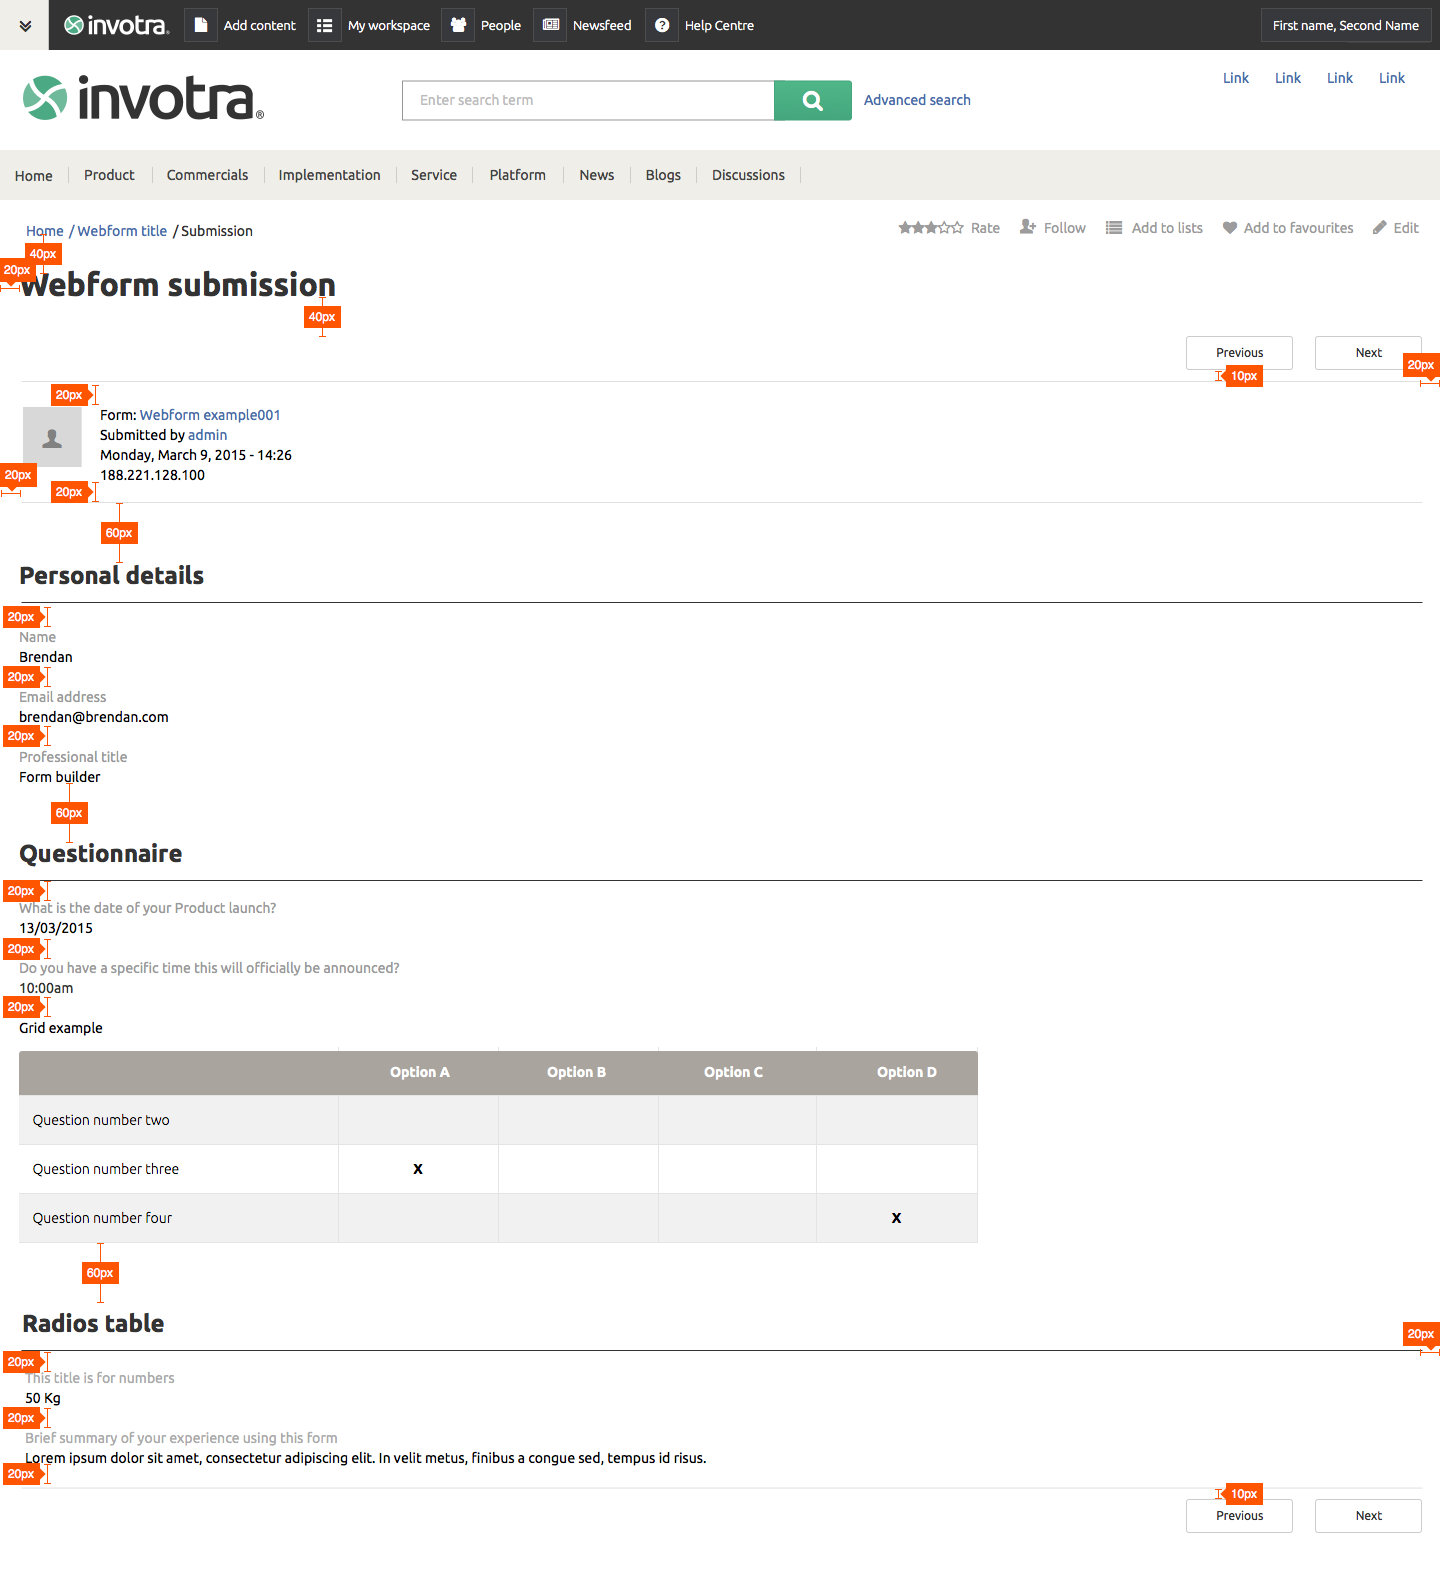 invotra. Add content My workspace People Newsfeed Help Centre First name, Second Name
Link Link Link Link
invotra®
Enter search term Advanced search
Home Product Commercials Implementation Service Platform News Blogs Discussions
Home / Webform title / Submission
Rate Follow Add to lists Add to favourites Edit
40px
20px
Webform submission
40px
Previous Next
20px
10px
20px
Form: Webform example001
Submitted by admin
Monday, March 9, 2015 - 14:26
188.221.128.100
20px
20px
60px
Personal details
20px
Name
Brendan
20px
Email address
brendan@brendan.com
20px
Professional title
Form builder
60px
Questionnaire
20px
What is the date of your Product launch?
13/03/2015
20px
Do you have a specific time this will officially be announced?
10:00am
20px
Grid example
Option A Option B Option C Option D
Question number two
Question number three X
Question number four X
60px
Radios table
20px
20px
This title is for numbers
50 Kg
20px
Brief summary of your experience using this form
Lorem ipsum dolor sit amet, consectetur adipiscing elit. In velit metus, finibus a congue sed, tempus id risus.
20px
10px
Previous Next